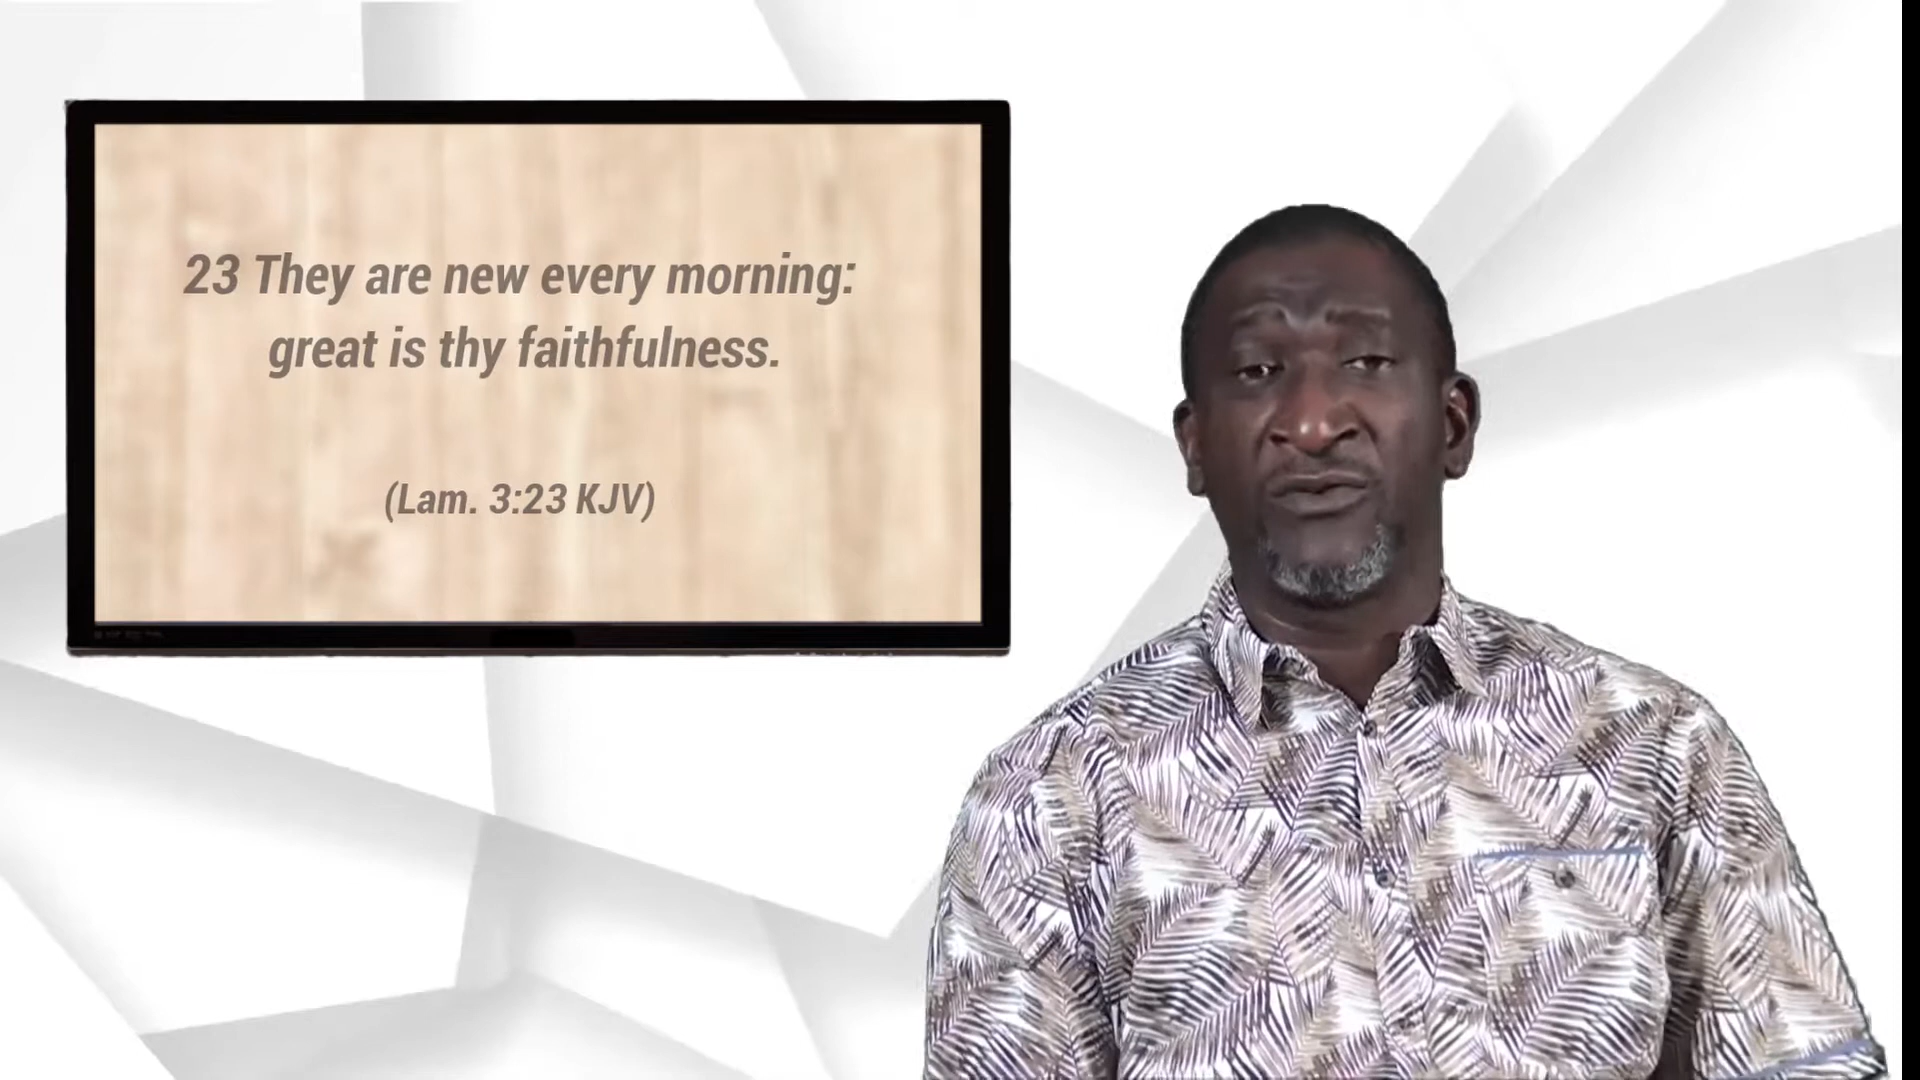 23 They are new every morning:
great is thy faithfulness.
(Lam. 3:23 KJV)